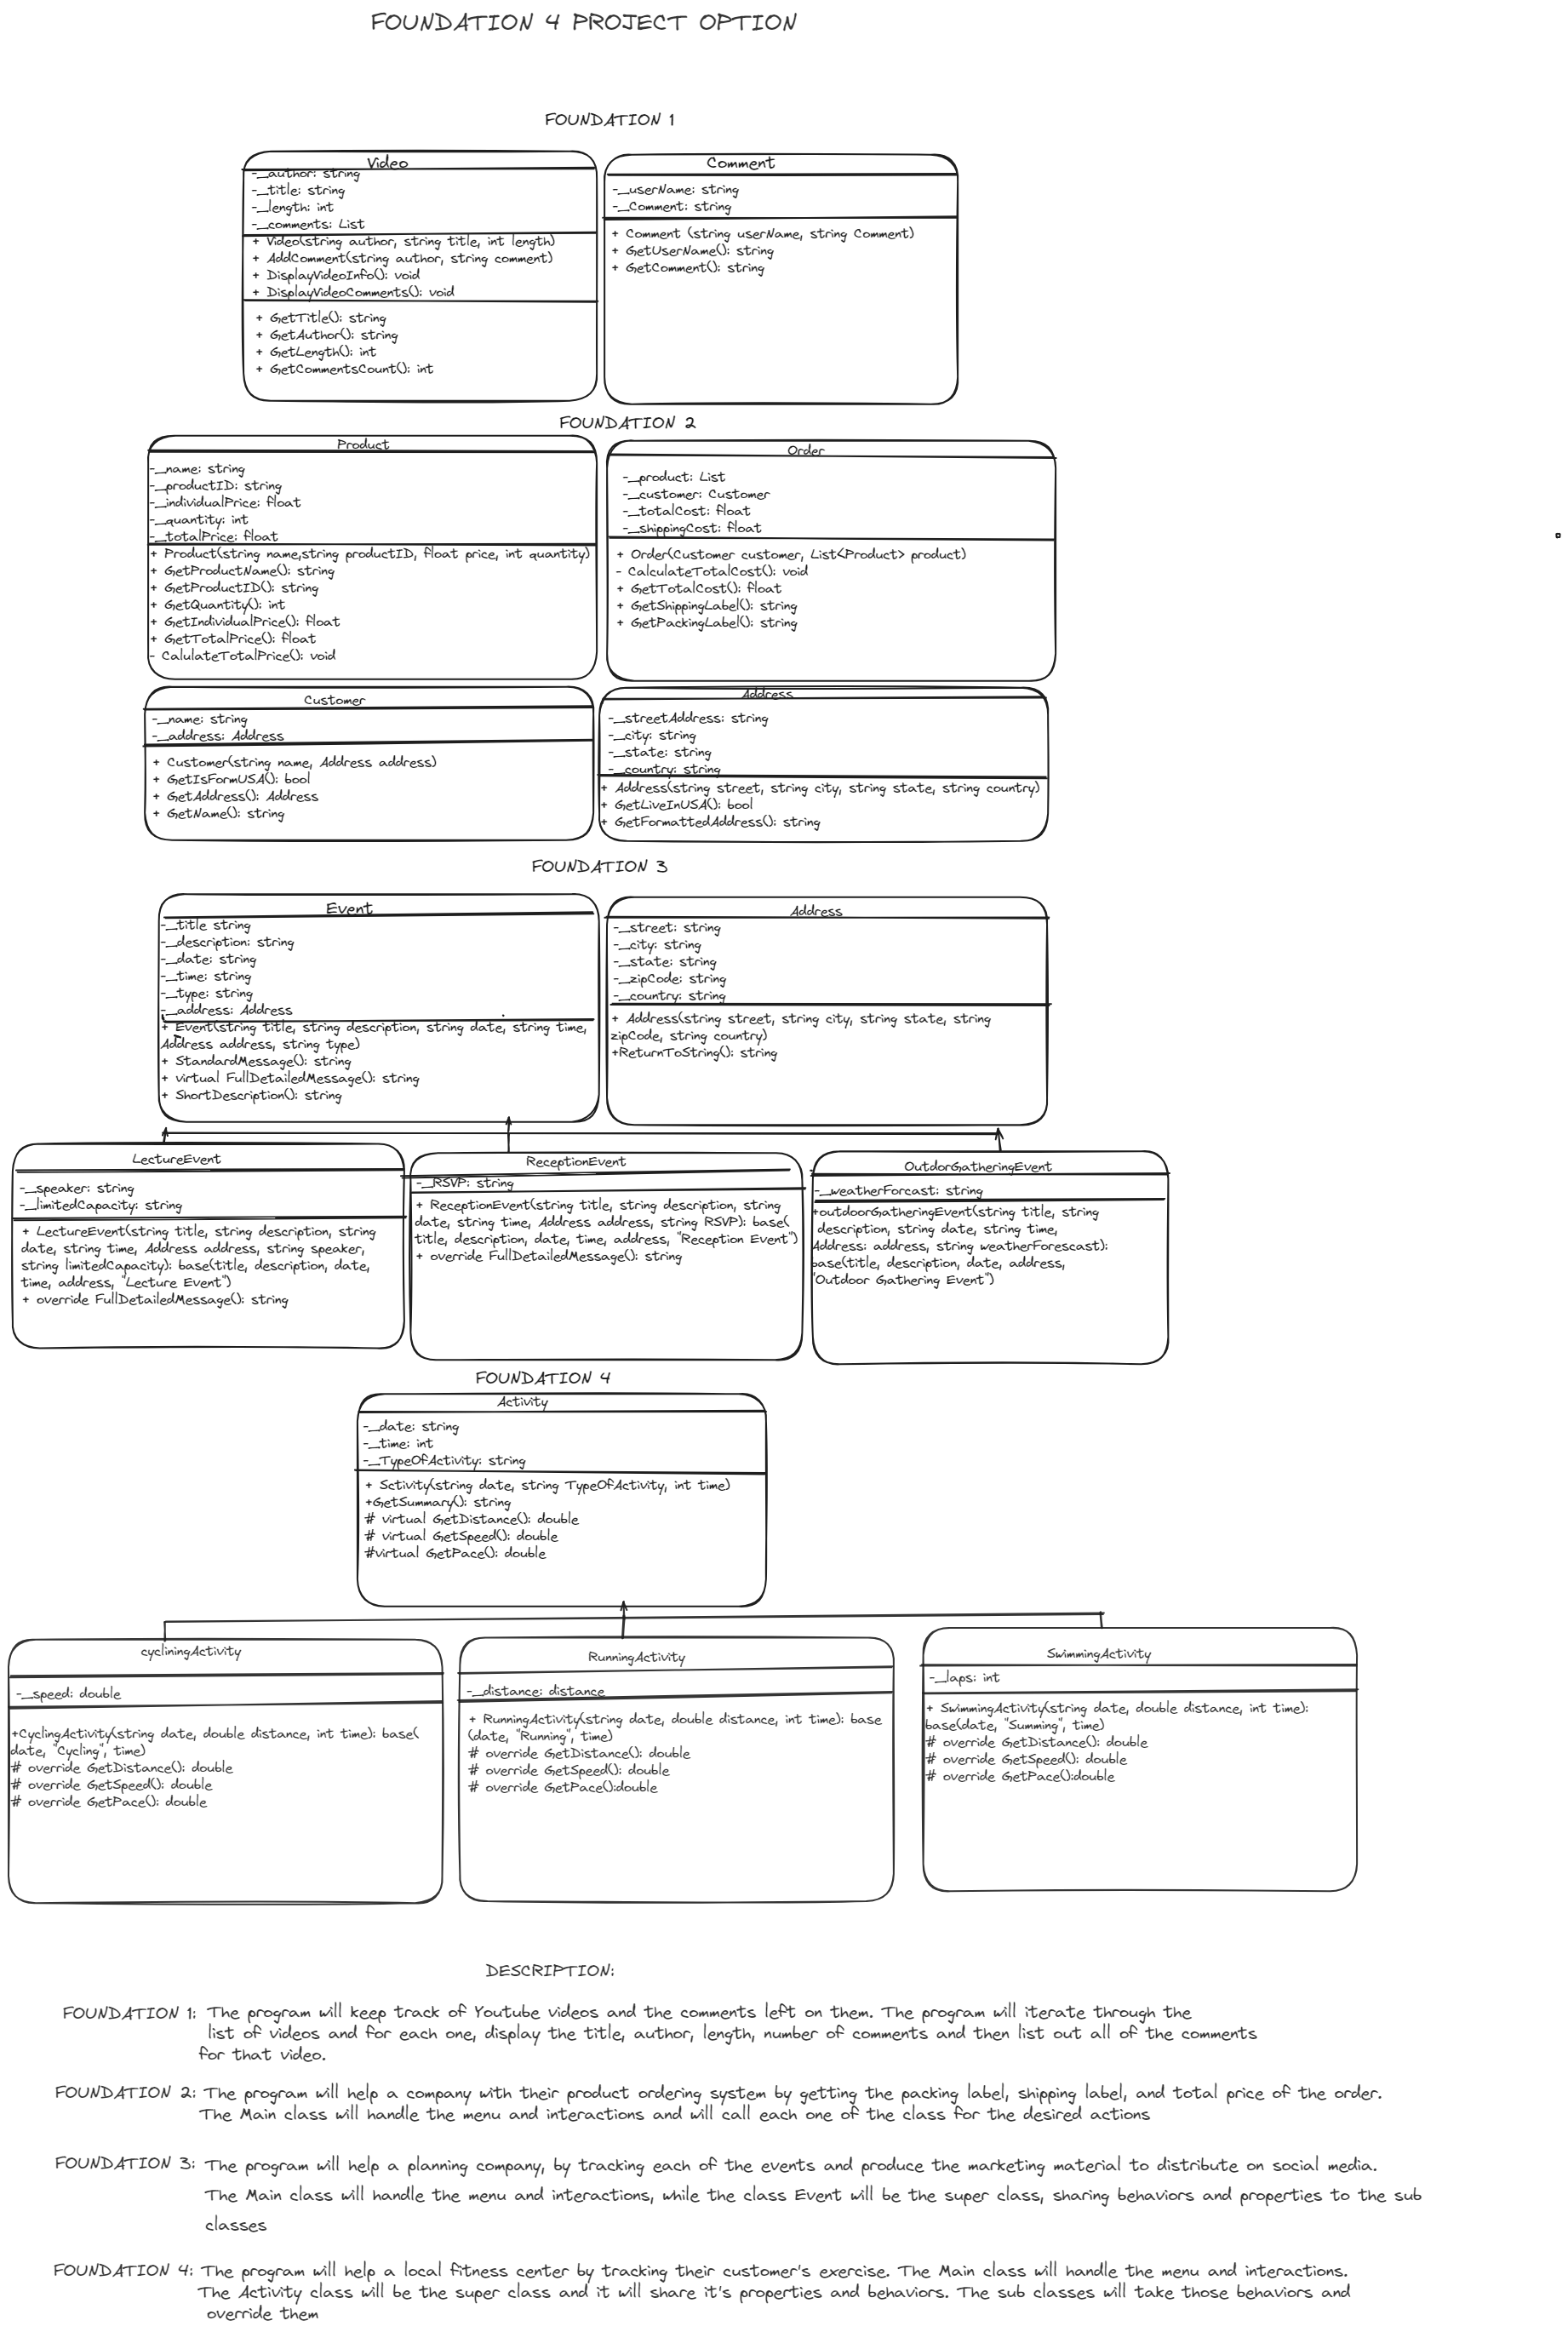 FOUNDATION 4 PROJECT OPTION
FOUNDATION 1
Video
-_author: string
-_title: string
-_length: int
-_comments: List
+ Video(string author, string title, int length)
+ AddComment(string author, string comment)
+ DisplayVideoInfo(): void
+ DisplayVideoComments(): void
+ GetTitle(): string
+ GetAuthor(): string
+ GetLength(): int
+ GetCommentsCount(): int
Comment
-_userName: string
-_Comment: string
+ Comment (string userName, string Comment)
+ GetUserName(): string
+ GetComment(): string
FOUNDATION 2
Product
-_name: string
-_productID: string
-_individualPrice: float
-_quantity: int
-_totalPrice: float
+ Product(string name,string productID, float price, int quantity)
+ GetProductName(): string
+ GetProductID(): string
+ GetQuantity(): int
+ GetIndividualPrice(): float
+ GetTotalPrice(): float
- CalulateTotalPrice(): void
Order
-_product: List
-_customer: Customer
-_totalCost: float
-_shippingCost: float
+ Order(Customer customer, List<Product> product)
- CalculateTotalCost(): void
+ GetTotalCost(): float
+ GetShippingLabel(): string
+ GetPackingLabel(): string
Customer
-_name: string
-_address: Address
+ Customer(string name, Address address)
+ GetIsFormUSA(): bool
+ GetAddress(): Address
+ GetName(): string
Address
-_streetAddress: string
-_city: string
-_state: string
-_country: string
+ Address(string street, string city, string state, string country)
+ GetLiveInUSA(): bool
+ GetFormattedAddress(): string
FOUNDATION 3
Event
-_title string
-_description: string
-_date: string
-_time: string
-_type: string
-_address: Address
+ Event(string title, string description, string date, string time,
Address address, string type)
+ StandardMessage(): string
+ virtual FullDetailedMessage(): string
+ ShortDescription(): string
Address
-_street: string
-_city: string
-_state: string
-_zipCode: string
-_country: string
+ Address(string street, string city, string state, string
zipCode, string country)
+ReturnToString(): string
LectureEvent
-_speaker: string
-_limitedCapacity: string
+ LectureEvent(string title, string description, string
date, string time, Address address, string speaker,
string limitedCapacity): base(title, description, date,
time, address, "Lecture Event")
+ override FullDetailedMessage(): string
ReceptionEvent
-_RSVP: string
+ ReceptionEvent(string title, string description, string
date, string time, Address address, string RSVP): base(
title, description, date, time, address, "Reception Event")
+ override FullDetailedMessage(): string
OutdorGatheringEvent
-_weatherForcast: string
+outdoorGatheringEvent(string title, string
description, string date, string time,
Address: address, string weatherForescast):
base(title, description, date, address,
"Outdoor Gathering Event")
FOUNDATION 4
Activity
-_date: string
-_time: int
-_TypeOfActivity: string
+ Sctivity(string date, string TypeOfActivity, int time)
+GetSummary(): string
# virtual GetDistance(): double
# virtual GetSpeed(): double
#virtual GetPace(): double
cycliningActivity
-_speed: double
+CyclingActivity(string date, double distance, int time): base(
date, "Cycling", time)
# override GetDistance(): double
# override GetSpeed(): double
# override GetPace(): double
RunningActivity
-_distance: distance
+ RunningActivity(string date, double distance, int time): base
(date, "Running", time)
# override GetDistance(): double
# override GetSpeed(): double
# override GetPace():double
SwimmingActivity
-_laps: int
+ SwimmingActivity(string date, double distance, int time):
base(date, "Summing", time)
# override GetDistance(): double
# override GetSpeed(): double
# override GetPace():double
DESCRIPTION:
FOUNDATION 1: The program will keep track of Youtube videos and the comments left on them. The program will iterate through the
list of videos and for each one, display the title, author, length, number of comments and then list out all of the comments
for that video.
FOUNDATION 2: The program will help a company with their product ordering system by getting the packing label, shipping label, and total price of the order.
The Main class will handle the menu and interactions and will call each one of the class for the desired actions
FOUNDATION 3: The program will help a planning company, by tracking each of the events and produce the marketing material to distribute on social media.
The Main class will handle the menu and interactions, while the class Event will be the super class, sharing behaviors and properties to the sub
classes
FOUNDATION 4: The program will help a local fitness center by tracking their customer's exercise. The Main class will handle the menu and interactions.
The Activity class will be the super class and it will share it's properties and behaviors. The sub classes will take those behaviors and
override them